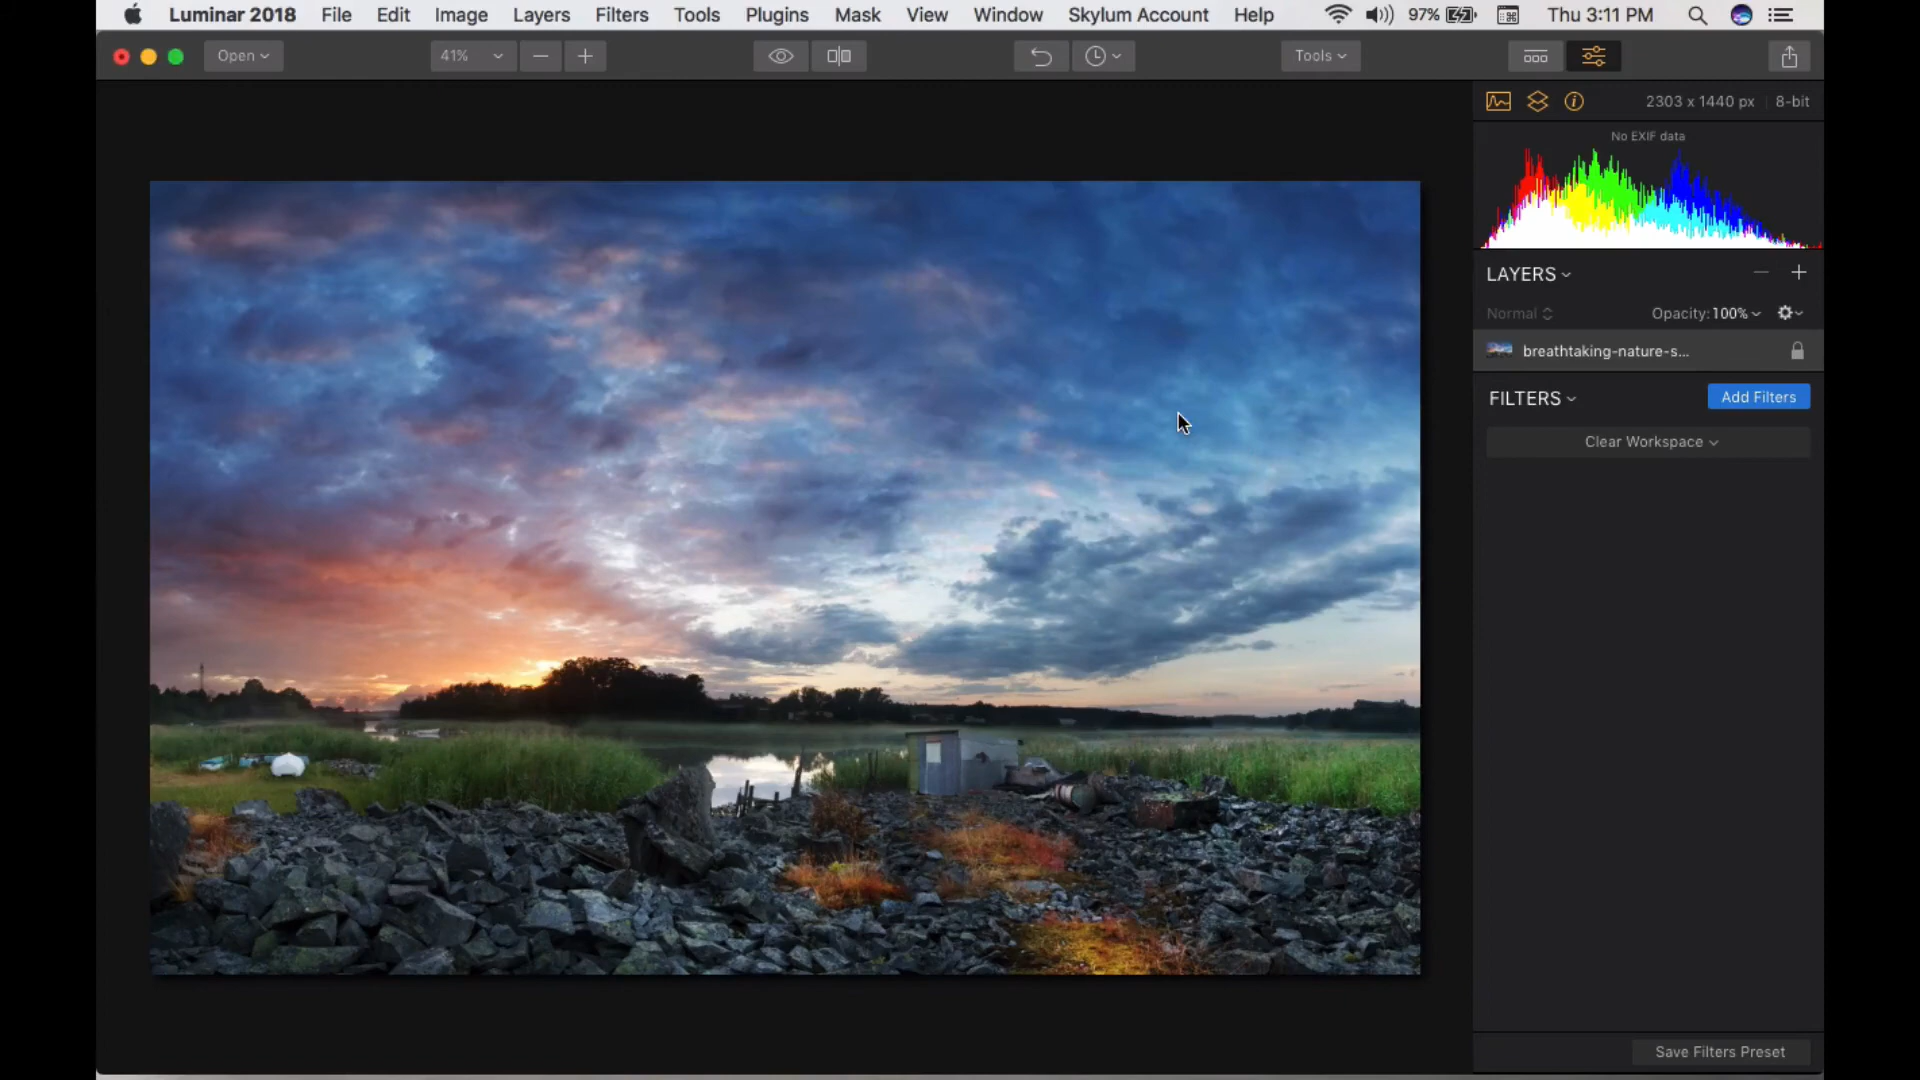 Luminar 2018 File Edit Image Layers Filters Tools Plugins Mask View Window Skylum Account Help 97% Thu 3:11 PM
Open 41% Tools
2303 x 1440 px 8-bit
No EXIF data
LAYERS
Normal Opacity: 100%
breathtaking-nature-s...
FILTERS Add Filters
Clear Workspace
Save Filters Preset